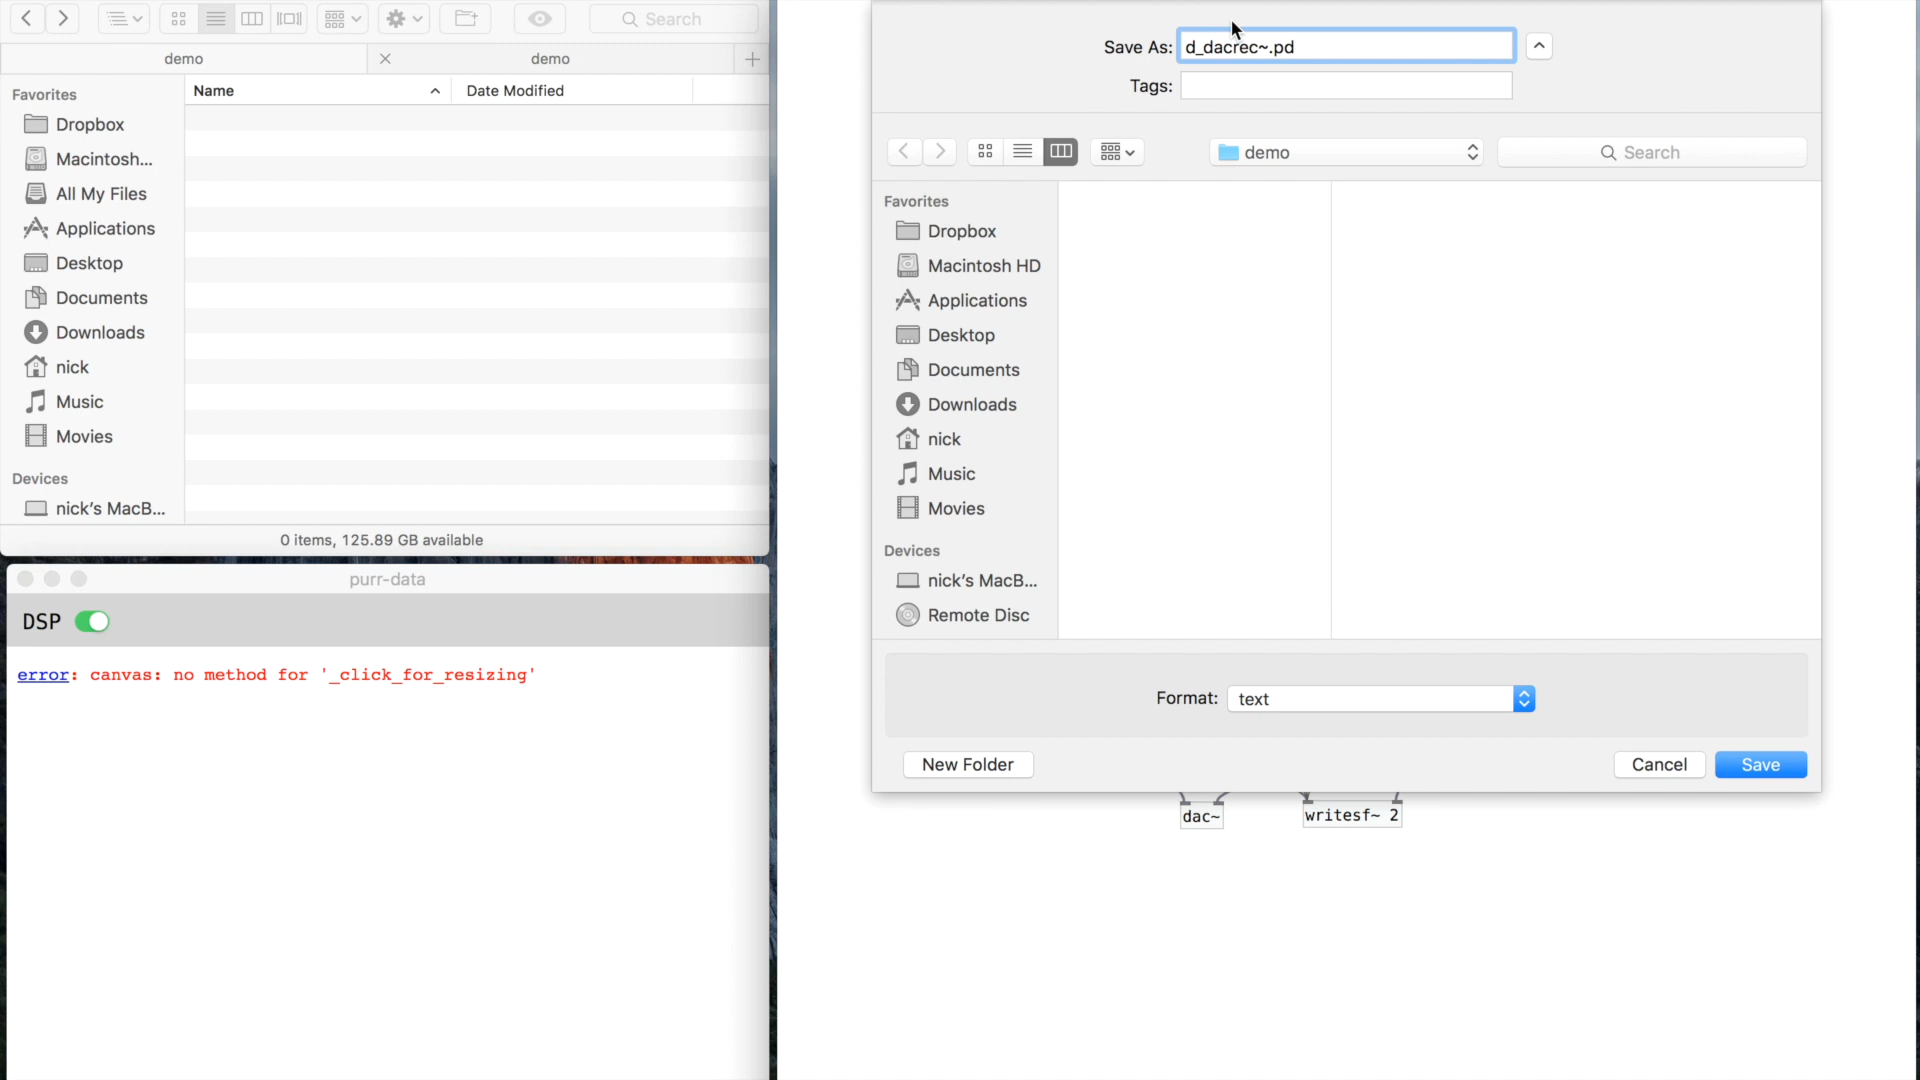 Search
demo
demo
Favorites
Name
Date Modified
Dropbox
Macintosh...
All My Files
Applications
Desktop
Documents
Downloads
nick
Music
Movies
Devices
nick's MacB...
0 items, 125.89 GB available
purr-data
DSP
error: canvas: no method for '_click_for_resizing'
Save As: d_dacrec~.pd
Tags:
demo
Search
Favorites
Dropbox
Macintosh HD
Applications
Desktop
Documents
Downloads
nick
Music
Movies
Devices
nick's MacB...
Remote Disc
Format: text
New Folder
Cancel
Save
dac~
writesf~ 2